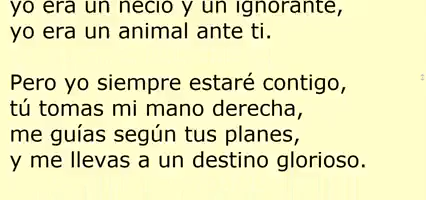 yo era un necio y un ignorante,
yo era un animal ante ti.
Pero yo siempre estaré contigo,
tú tomas mi mano derecha,
me guías según tus planes,
y me llevas a un destino glorioso.